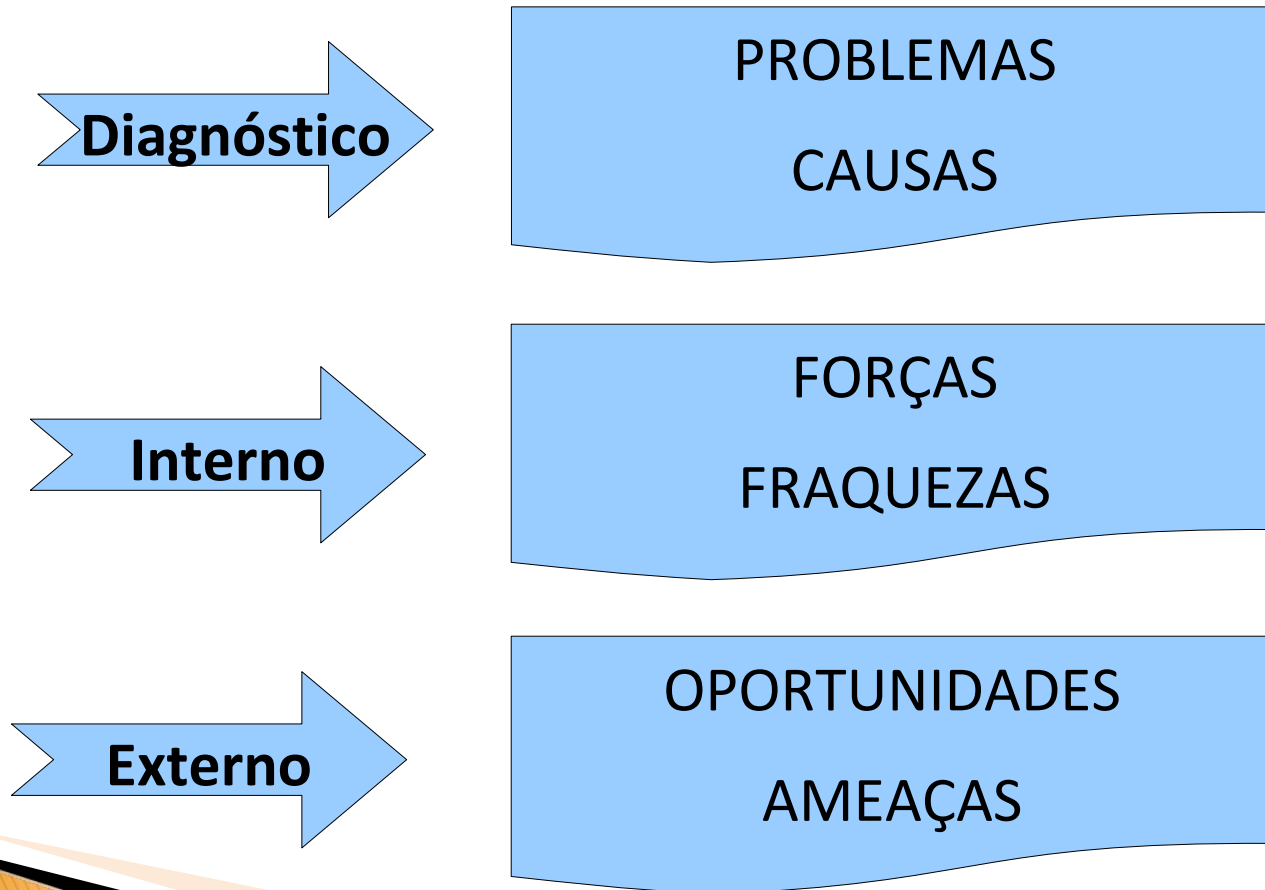 Diagnóstico
PROBLEMAS
CAUSAS
Interno
FORÇAS
FRAQUEZAS
Externo
OPORTUNIDADES
AMEAÇAS